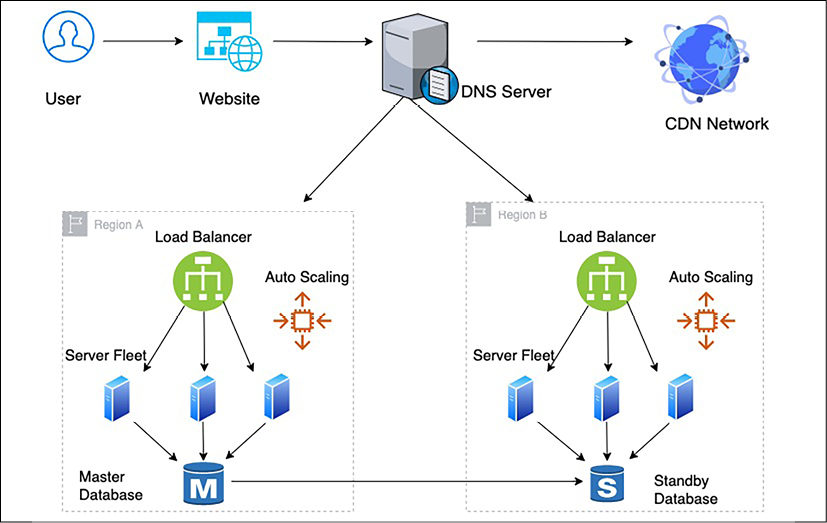 User
Website
DNS Server
CDN Network
Region A
Load Balancer
Auto Scaling
Server Fleet
Master
Database
M
Region B
Load Balancer
Auto Scaling
Server Fleet
S
Standby
Database